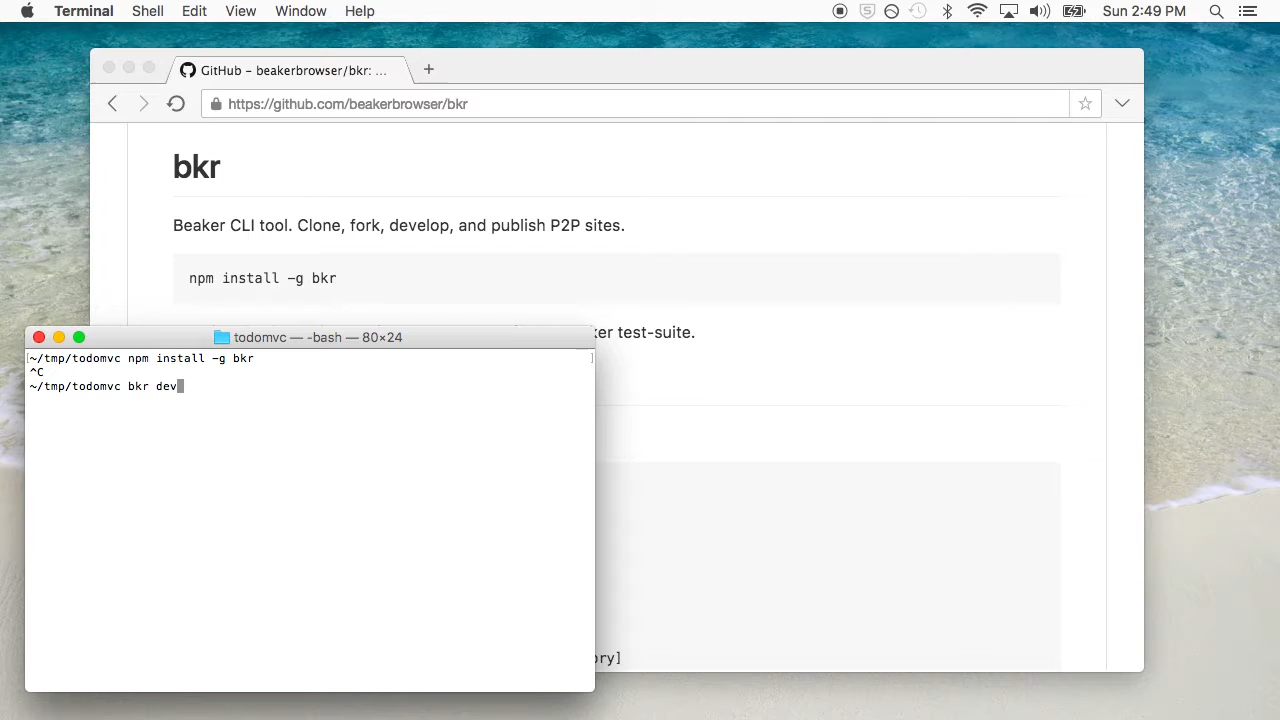 Terminal Shell Edit View Window Help Sun 2:49 PM
GitHub – beakerbrowser/bkr: ...
https://github.com/beakerbrowser/bkr
bkr
Beaker CLI tool. Clone, fork, develop, and publish P2P sites.
npm install -g bkr
ker test-suite.
todomvc — -bash — 80×24
[~/tmp/todomvc npm install -g bkr ]
^C
~/tmp/todomvc bkr dev
ory]